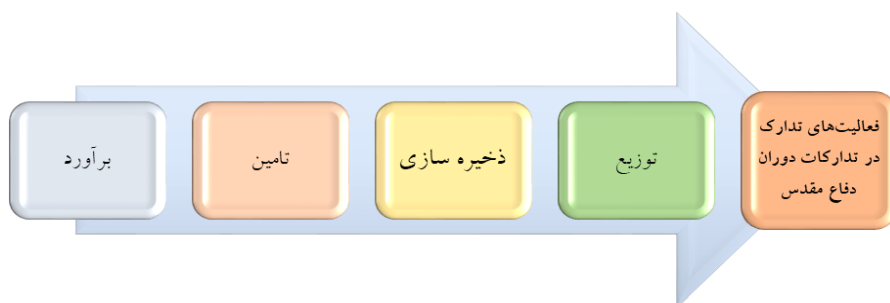 برآورد
تامین
ذخیره سازی
توزیع
فعالیت‌های تدارک
در تدارکات دوران
دفاع مقدس